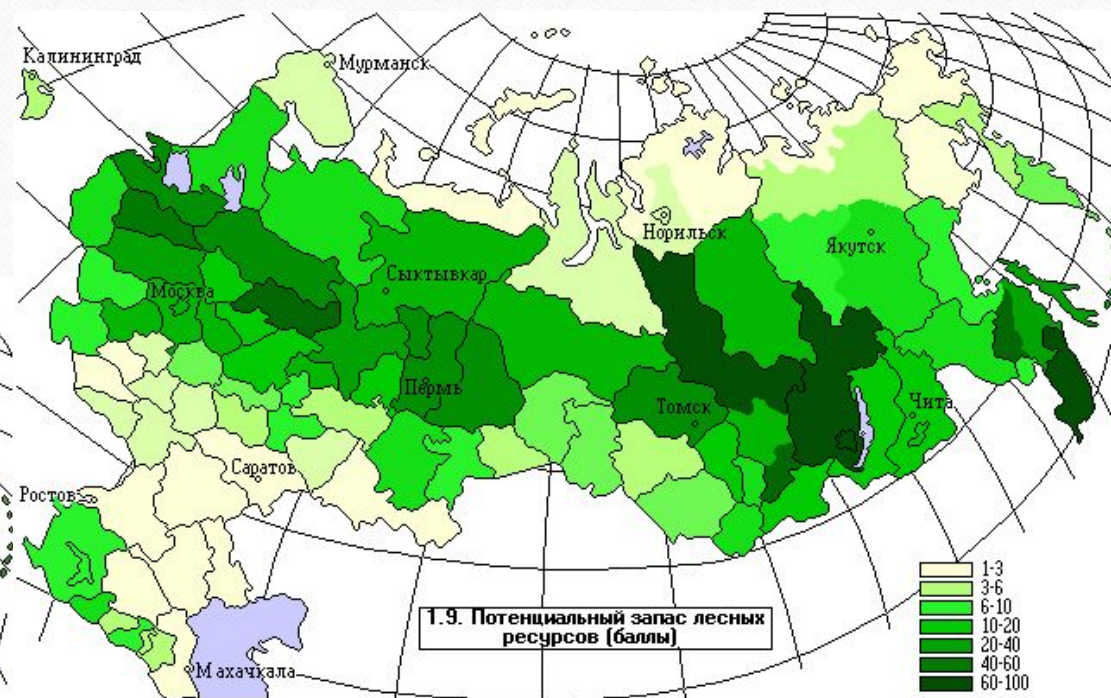 Калининград
Мурманск
Норильск
Якутск
Сыктывкар
Москва
Пермь
Томск
Чита
Саратов
Ростов
Махачкала
1.9. Потенциальный запас лесных
ресурсов (баллы)
1-3
3-6
6-10
10-20
20-40
40-60
60-100